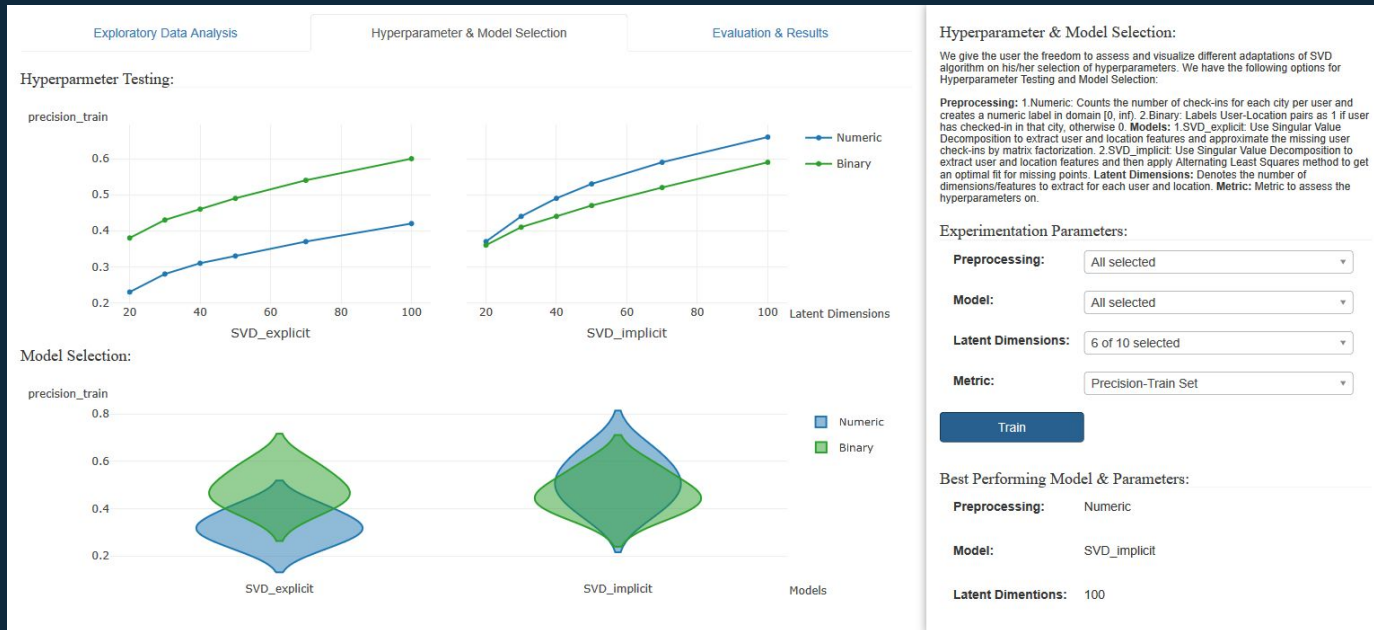 Exploratory Data Analysis
Hyperparameter & Model Selection
Evaluation & Results
Hyperparmeter Testing:
precision_train
0.6
0.5
0.4
0.3
0.2
20
40
60
80
100
SVD_explicit
20
40
60
80
100
Latent Dimensions
SVD_implicit
Numeric
Binary
Model Selection:
precision_train
0.8
0.6
0.4
0.2
SVD_explicit
SVD_implicit
Models
Numeric
Binary
Hyperparameter & Model Selection:
We give the user the freedom to assess and visualize different adaptations of SVD
algorithm on his/her selection of hyperparameters. We have the following options for
Hyperparameter Testing and Model Selection:
Preprocessing: 1.Numeric: Counts the number of check-ins for each city per user and
creates a numeric label in domain [0, inf). 2.Binary: Labels User-Location pairs as 1 if user
has checked-in in that city, otherwise 0. Models: 1.SVD_explicit: Use Singular Value
Decomposition to extract user and location features and approximate the missing user
check-ins by matrix factorization. 2.SVD_implicit: Use Singular Value Decomposition to
extract user and location features and then apply Alternating Least Squares method to get
an optimal fit for missing points. Latent Dimensions: Denotes the number of
dimensions/features to extract for each user and location. Metric: Metric to assess the
hyperparameters on.
Experimentation Parameters:
Preprocessing: All selected
Model: All selected
Latent Dimensions: 6 of 10 selected
Metric: Precision-Train Set
Train
Best Performing Model & Parameters:
Preprocessing: Numeric
Model: SVD_implicit
Latent Dimentions: 100